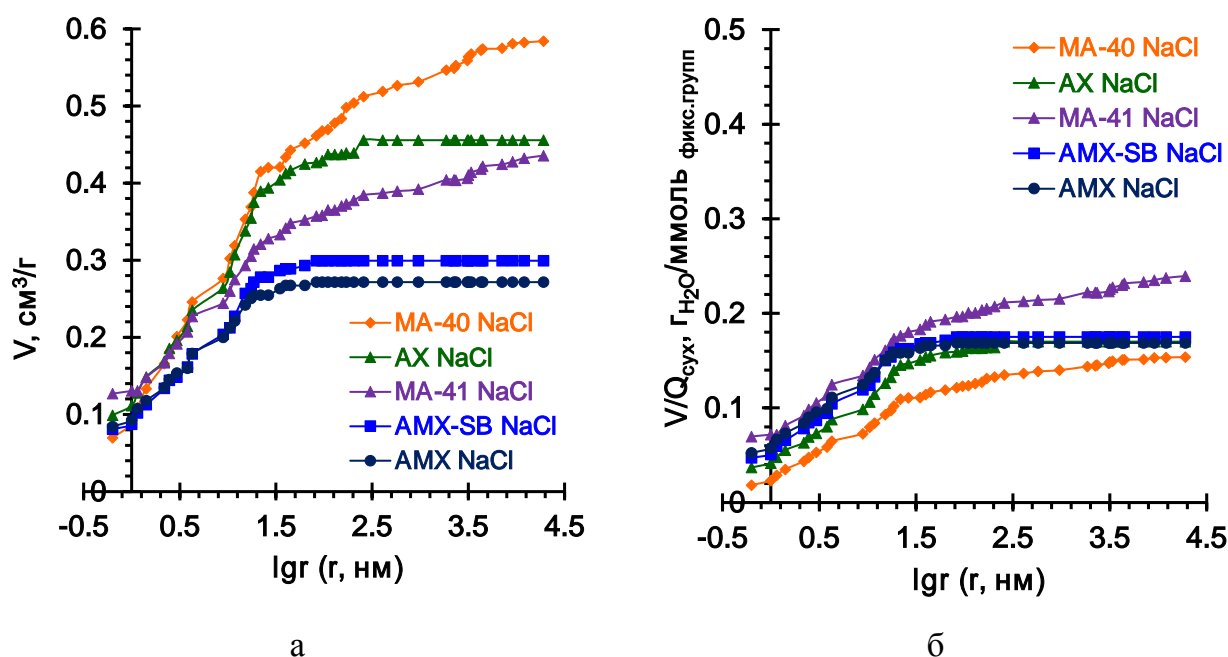 V, см³/г
0.6
0.5
0.4
0.3
0.2
0.1
0
-0.5 0.5 1.5 2.5 3.5 4.5
lgr (r, нм)
MA-40 NaCl
AX NaCl
MA-41 NaCl
AMX-SB NaCl
AMX NaCl
а
V/Qсух, гH2O/ммоль фикс.групп
0.5
0.4
0.3
0.2
0.1
0
-0.5 0.5 1.5 2.5 3.5 4.5
lgr (r, нм)
MA-40 NaCl
AX NaCl
MA-41 NaCl
AMX-SB NaCl
AMX NaCl
б